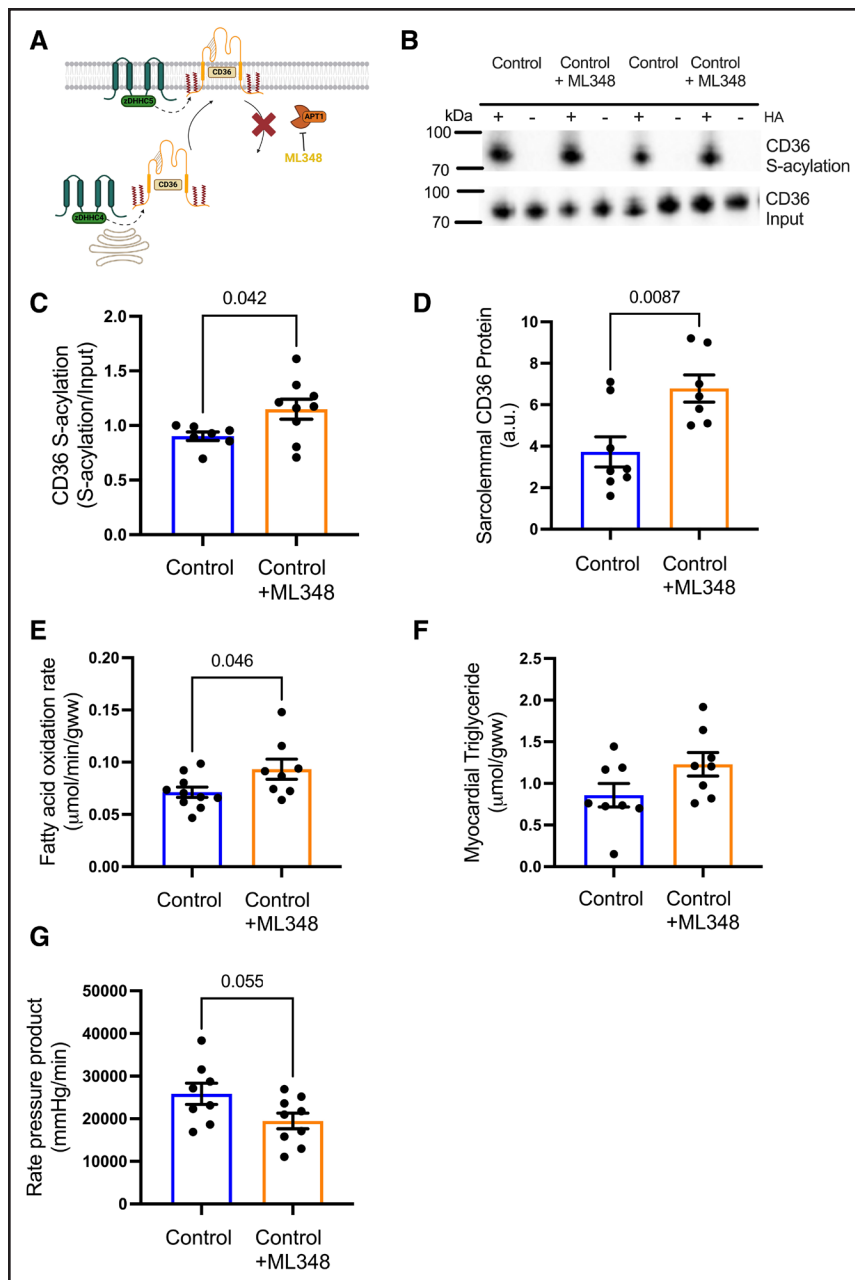 A
CD36
zDHHC5
APT1
ML348
CD36
zDHHC4
B
Control Control + ML348 Control Control + ML348
kDa + - + - + - + - HA
100
70
CD36 S-acylation
100
70
CD36 Input
C
0.042
CD36 S-acylation
(S-acylation/Input)
2.0
1.5
1.0
0.5
0.0
Control Control
+ML348
D
0.0087
Sarcolemmal CD36 Protein
(a.u.)
10
8
6
4
2
0
Control Control
+ML348
E
0.046
Fatty acid oxidation rate
(μmol/min/gww)
0.20
0.15
0.10
0.05
0.00
Control Control
+ML348
F
Myocardial Triglyceride
(μmol/gww)
2.5
2.0
1.5
1.0
0.5
0.0
Control Control
+ML348
G
0.055
Rate pressure product
(mmHg/min)
50000
40000
30000
20000
10000
0
Control Control
+ML348